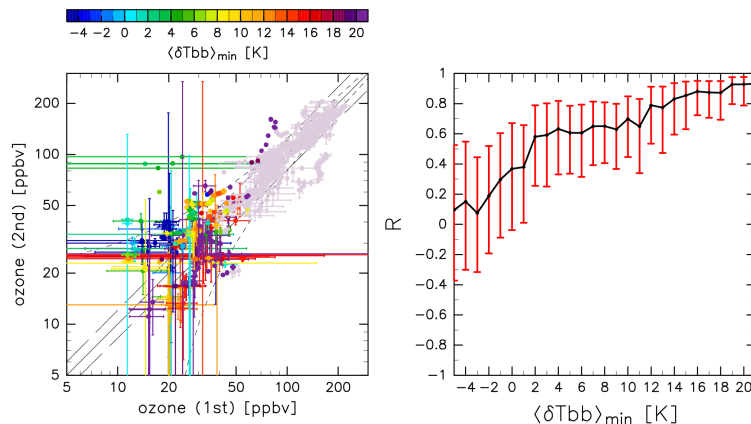 −4 −2 0 2 4 6 8 10 12 14 16 18 20
⟨δTbb⟩min [K]
200
100
50
20
10
5
ozone (2nd) [ppbv]
5 10 20 50 100 200
ozone (1st) [ppbv]
1
0.8
0.6
0.4
0.2
0
−0.2
−0.4
−0.6
−0.8
−1
R
−4 −2 0 2 4 6 8 10 12 14 16 18 20
⟨δTbb⟩min [K]